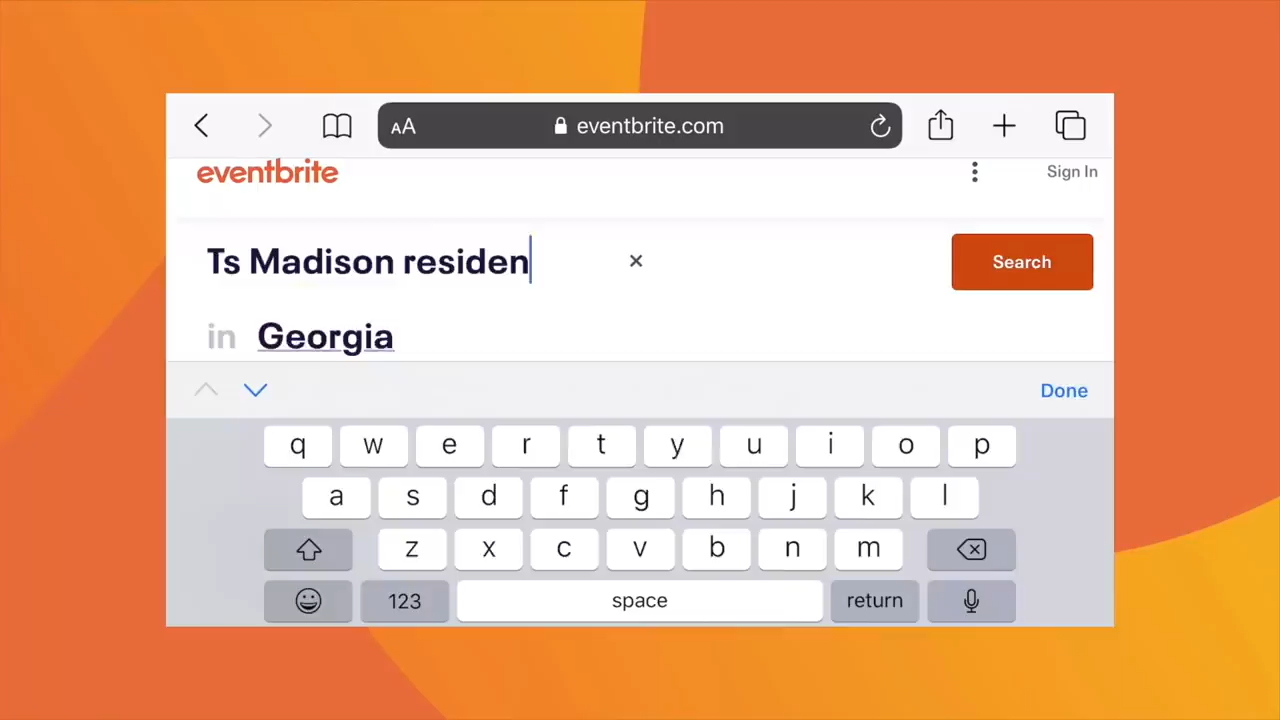 AA eventbrite.com
eventbrite Sign In
Ts Madison residen × Search
in Georgia
Done
q w e r t y u i o p
a s d f g h j k l
z x c v b n m
123 space return